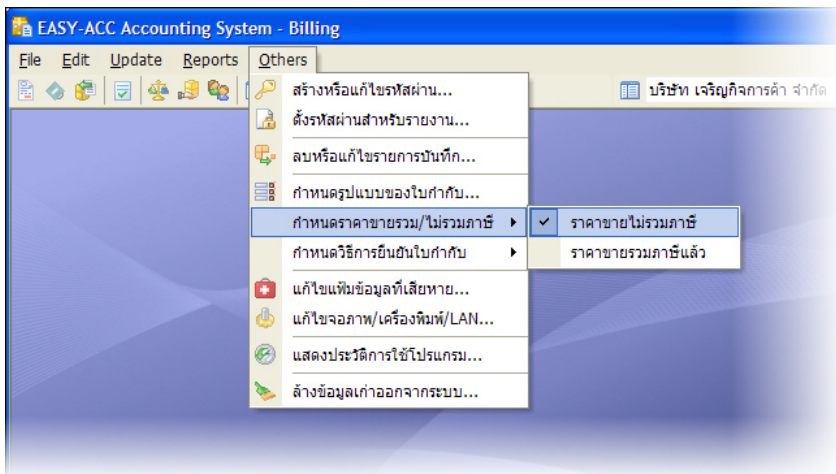 EASY-ACC Accounting System - Billing
File Edit Update Reports Others
บริษัท เจริญกิจการค้า จำกัด
สร้างหรือแก้ไขรหัสผ่าน...
ตั้งรหัสผ่านสำหรับรายงาน...
ลบหรือแก้ไขรายการบันทึก...
กำหนดรูปแบบของใบกำกับ...
กำหนดราคาขายรวม/ไม่รวมภาษี
ราคาขายไม่รวมภาษี
กำหนดวิธีการยืนยันใบกำกับ
ราคาขายรวมภาษีแล้ว
แก้ไขแฟ้มข้อมูลที่เสียหาย...
แก้ไขจอภาพ/เครื่องพิมพ์/LAN...
แสดงประวัติการใช้โปรแกรม...
ล้างข้อมูลเก่าออกจากระบบ...